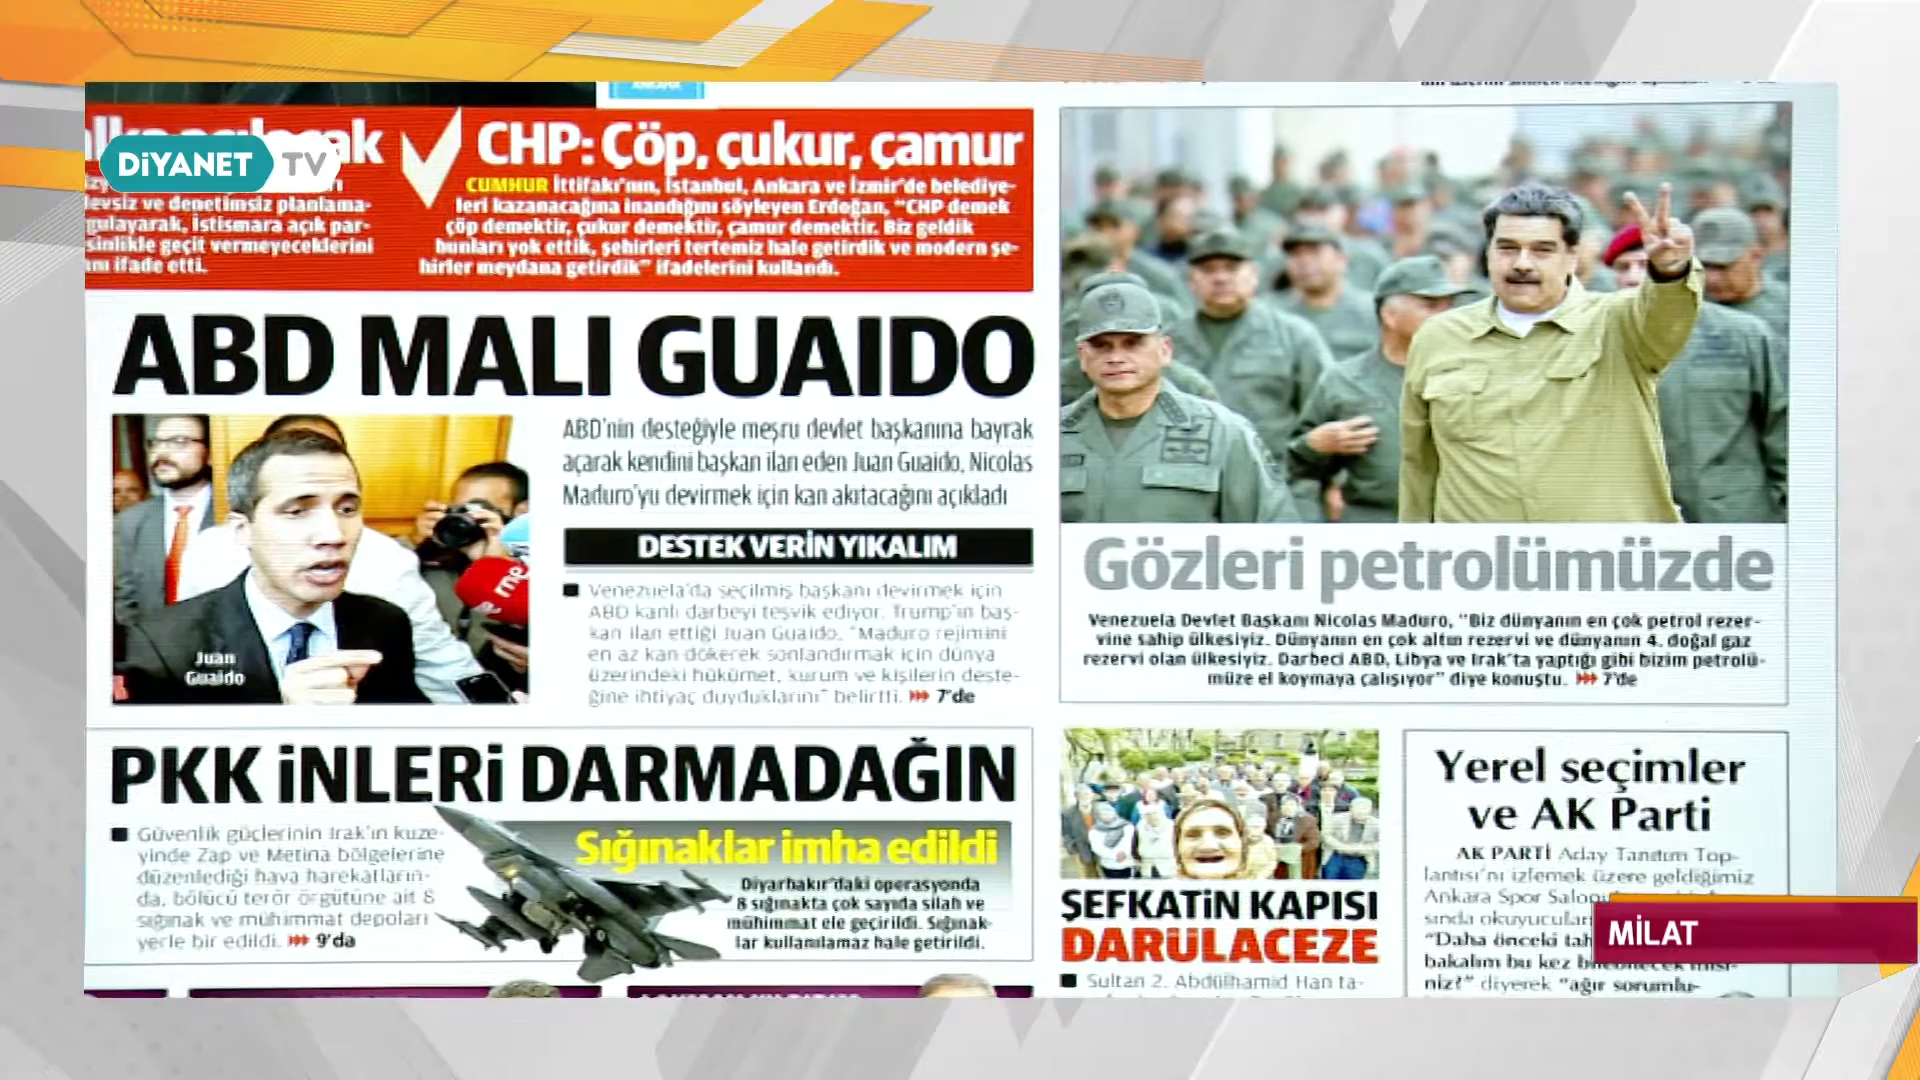 DİYANET TV
CHP: Çöp, çukur, çamur
CUMHUR İttifakı'nın, İstanbul, Ankara ve İzmir'de belediye-
leri kazanacağına inandığını söyleyen Erdoğan, "CHP demek
çöp demektir, çukur demektir, çamur demektir. Biz geldik
bunları yok ettik, şehirleri tertemiz hale getirdik ve modern şe-
hirler meydana getirdik" ifadelerini kullandı.
levsiz ve denetimsiz planlama-
gulayarak, istismara açık par-
sinlikle geçit vermeyeceklerini
ifade etti.
ABD MALI GUAIDO
Juan
Guaido
ABD'nin desteğiyle meşru devlet başkanına bayrak
açarak kendini başkan ilan eden Juan Guaido, Nicolas
Maduro'yu devirmek için kan akıtacağını açıkladı
DESTEK VERİN YIKALIM
Venezuela'da seçilmiş başkanı devirmek için
ABD kanlı darbeyi teşvik ediyor. Trump'ın baş-
kan ilan ettiği Juan Guaido, "Maduro rejimini
en az kan dökerek sonlandırmak için dünya
üzerindeki hükümet, kurum ve kişilerin deste-
ğine ihtiyaç duyduklarını" belirtti. 7'de
Gözleri petrolümüzde
Venezuela Devlet Başkanı Nicolas Maduro, "Biz dünyanın en çok petrol rezer-
vine sahip ülkesiyiz. Dünyanın en çok altın rezervi ve dünyanın 4. doğal gaz
rezervi olan ülkesiyiz. Darbeci ABD, Libya ve Irak'ta yaptığı gibi bizim petrolü-
müze el koymaya çalışıyor" diye konuştu. 7'de
PKK İNLERİ DARMADAĞIN
Güvenlik güçlerinin Irak'ın kuze-
yinde Zap ve Metina bölgelerine
düzenlediği hava harekatların-
da, bölücü terör örgütüne ait 8
sığınak ve mühimmat depoları
yerle bir edildi. 9'da
Sığınaklar imha edildi
Diyarbakır'daki operasyonda
8 sığınakta çok sayıda silah ve
mühimmat ele geçirildi. Sığınak-
lar kullanılamaz hale getirildi.
ŞEFKATİN KAPISI
DARÜLACEZE
Sultan 2. Abdülhamid Han ta-
Yerel seçimler
ve AK Parti
AK PARTİ Aday Tanıtım Top-
lantısı'nı izlemek üzere geldiğimiz
Ankara Spor
sında okuyucuları
"Daha önceki
bakalım bu kez
niz?" diyerek "ağır sorumlu-
MİLAT